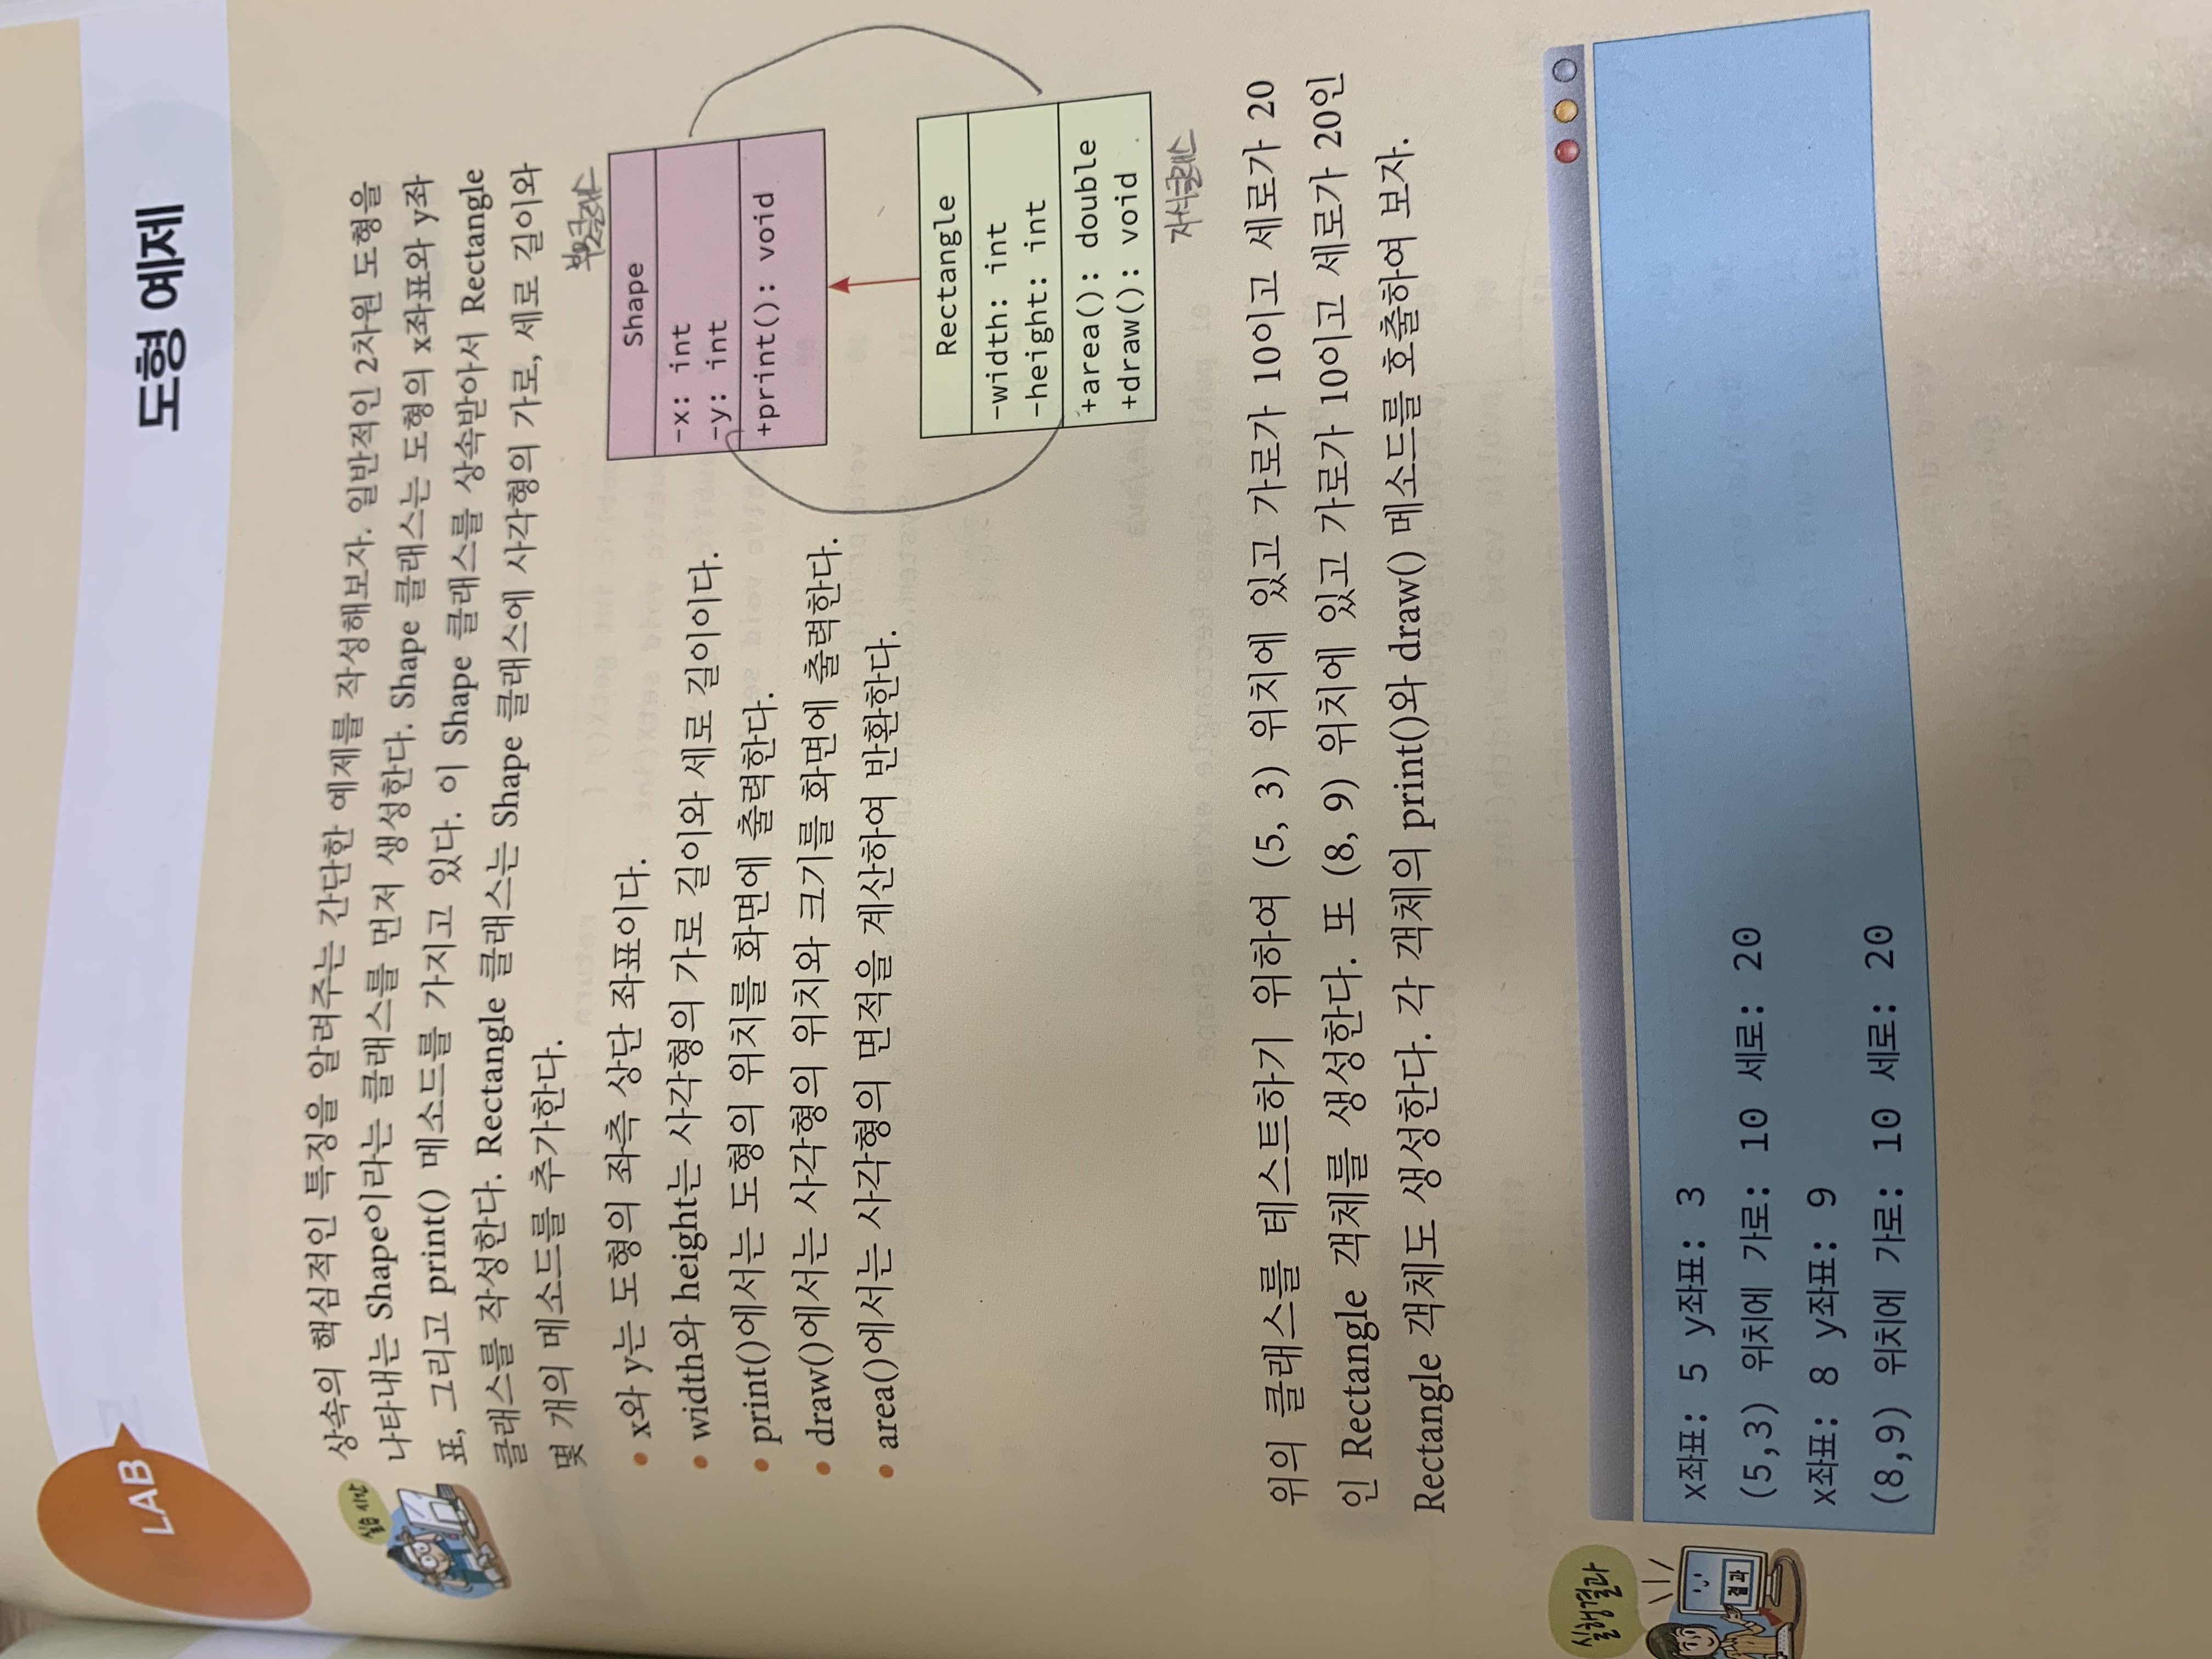 LAB
도형 예제
실습 시간
상속의 핵심적인 특징을 알려주는 간단한 예제를 작성해보자. 일반적인 2차원 도형을
나타내는 Shape이라는 클래스를 먼저 생성한다. Shape 클래스는 도형의 x좌표와 y좌
표, 그리고 print() 메소드를 가지고 있다. 이 Shape 클래스를 상속받아서 Rectangle
클래스를 작성한다. Rectangle 클래스는 Shape 클래스에 사각형의 가로, 세로 길이와
몇 개의 메소드를 추가한다.
• x와 y는 도형의 좌측 상단 좌표이다.
• width와 height는 사각형의 가로 길이와 세로 길이이다.
• print()에서는 도형의 위치를 화면에 출력한다.
• draw()에서는 사각형의 위치와 크기를 화면에 출력한다.
• area()에서는 사각형의 면적을 계산하여 반환한다.
부모클래스
Shape
-x: int
-y: int
+print(): void
Rectangle
-width: int
-height: int
+area(): double
+draw(): void
자식클래스
위의 클래스를 테스트하기 위하여 (5, 3) 위치에 있고 가로가 10이고 세로가 20
인 Rectangle 객체를 생성한다. 또 (8, 9) 위치에 있고 가로가 10이고 세로가 20인
Rectangle 객체도 생성한다. 각 객체의 print()와 draw() 메소드를 호출하여 보자.
실행결과
결과
x좌표: 5 y좌표: 3
(5,3) 위치에 가로: 10 세로: 20
x좌표: 8 y좌표: 9
(8,9) 위치에 가로: 10 세로: 20